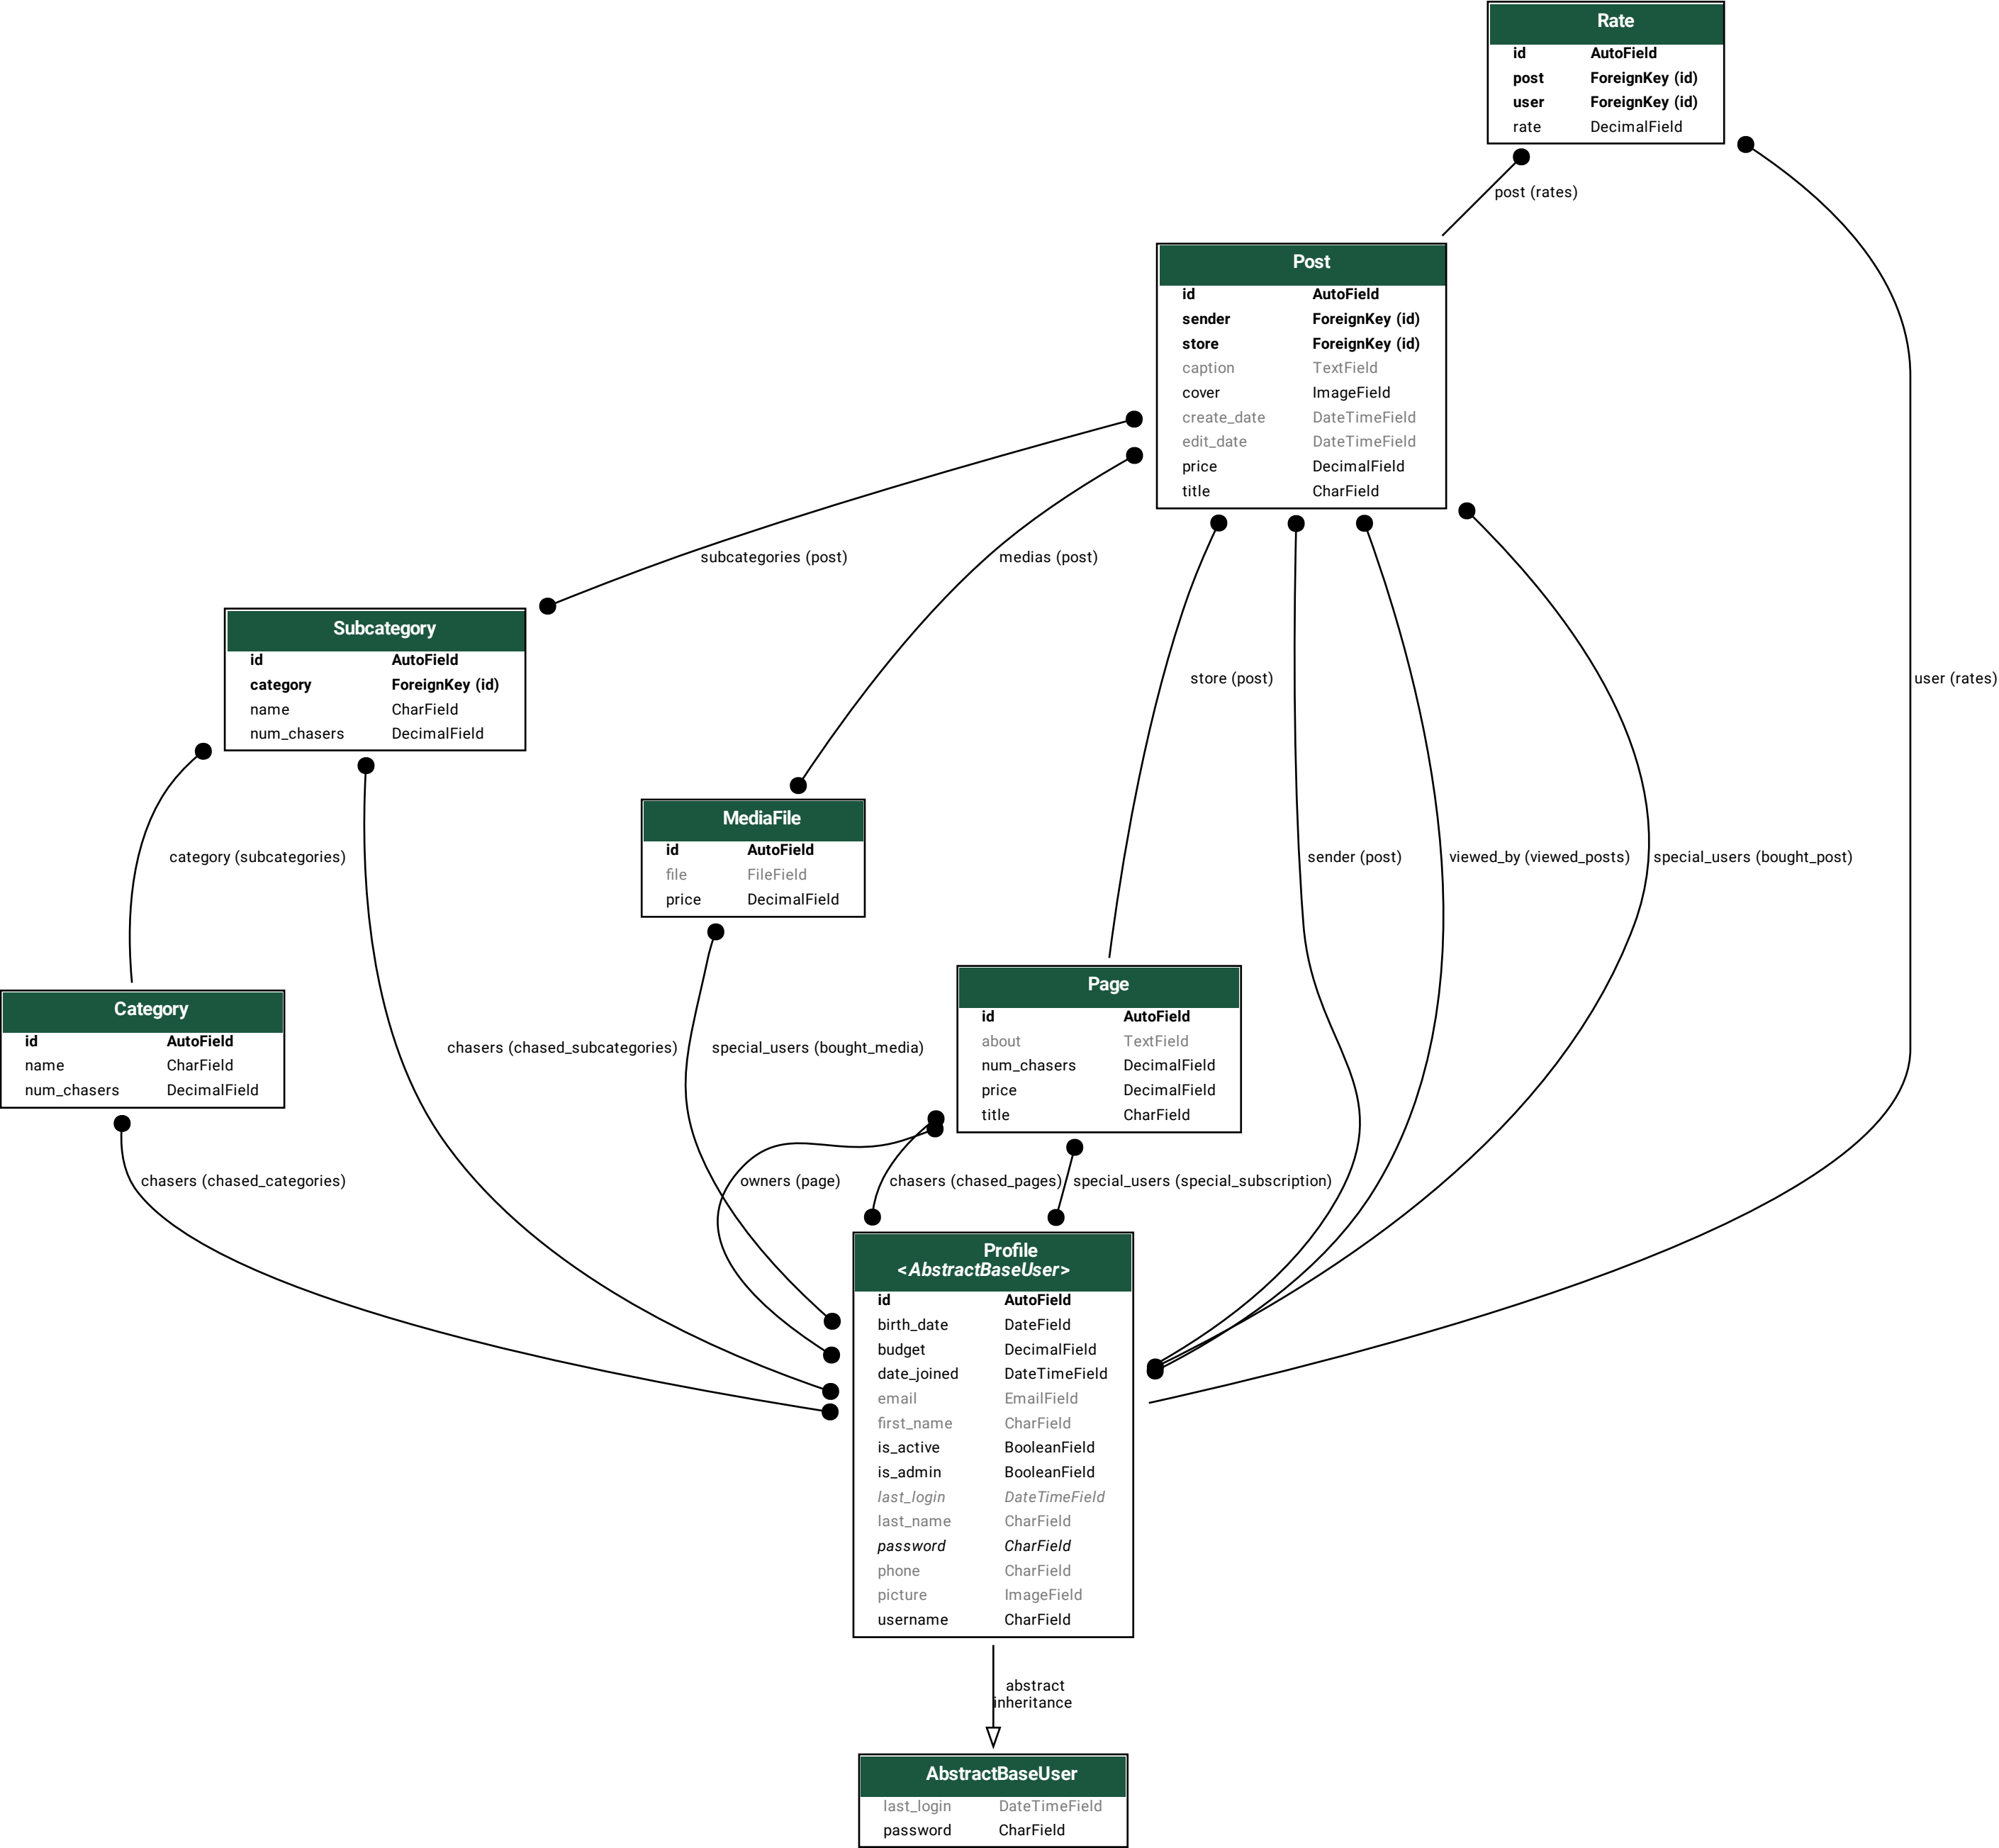 Rate
id AutoField
post ForeignKey (id)
user ForeignKey (id)
rate DecimalField
post (rates)
Post
id AutoField
sender ForeignKey (id)
store ForeignKey (id)
caption TextField
cover ImageField
create_date DateTimeField
edit_date DateTimeField
price DecimalField
title CharField
subcategories (post)
medias (post)
Subcategory
id AutoField
category ForeignKey (id)
name CharField
num_chasers DecimalField
store (post)
user (rates)
MediaFile
id AutoField
file FileField
price DecimalField
category (subcategories)
sender (post)
viewed_by (viewed_posts)
special_users (bought_post)
Page
id AutoField
about TextField
num_chasers DecimalField
price DecimalField
title CharField
Category
id AutoField
name CharField
num_chasers DecimalField
chasers (chased_subcategories)
special_users (bought_media)
chasers (chased_categories)
owners (page)
chasers (chased_pages)
special_users (special_subscription)
Profile
<AbstractBaseUser>
id AutoField
birth_date DateField
budget DecimalField
date_joined DateTimeField
email EmailField
first_name CharField
is_active BooleanField
is_admin BooleanField
last_login DateTimeField
last_name CharField
password CharField
phone CharField
picture ImageField
username CharField
abstract
inheritance
AbstractBaseUser
last_login DateTimeField
password CharField